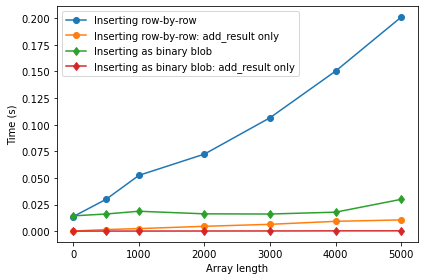 Inserting row-by-row
Inserting row-by-row: add_result only
Inserting as binary blob
Inserting as binary blob: add_result only
0.200
0.175
0.150
0.125
0.100
0.075
0.050
0.025
0.000
Time (s)
0 1000 2000 3000 4000 5000
Array length